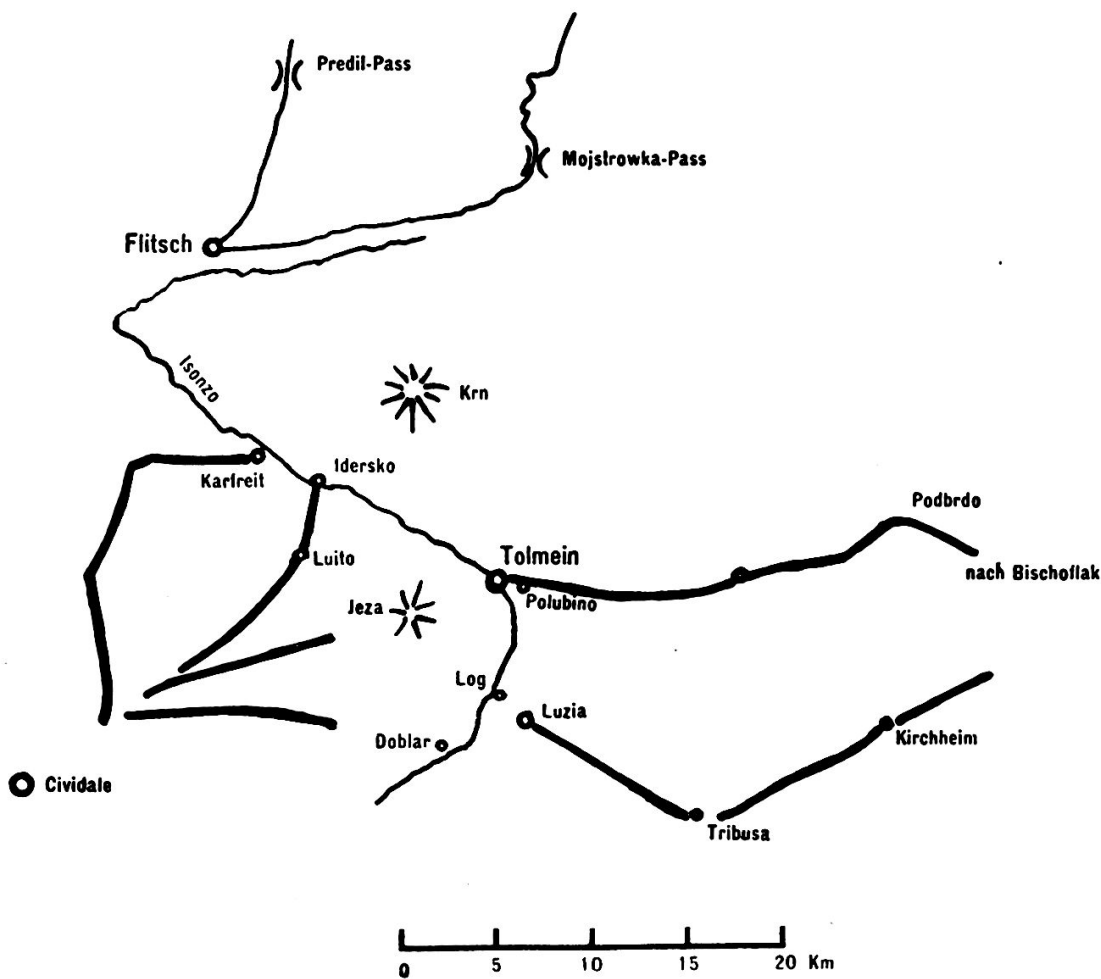 Predil-Pass
Mojstrowka-Pass
Flitsch
Isonzo
Krn
Karfreit
Idersko
Podbrdo
Luito
Tolmein
nach Bischoflak
Jeza
Polubino
Log
Luzia
Doblar
Kirchheim
Cividale
Tribusa
0 5 10 15 20 Km